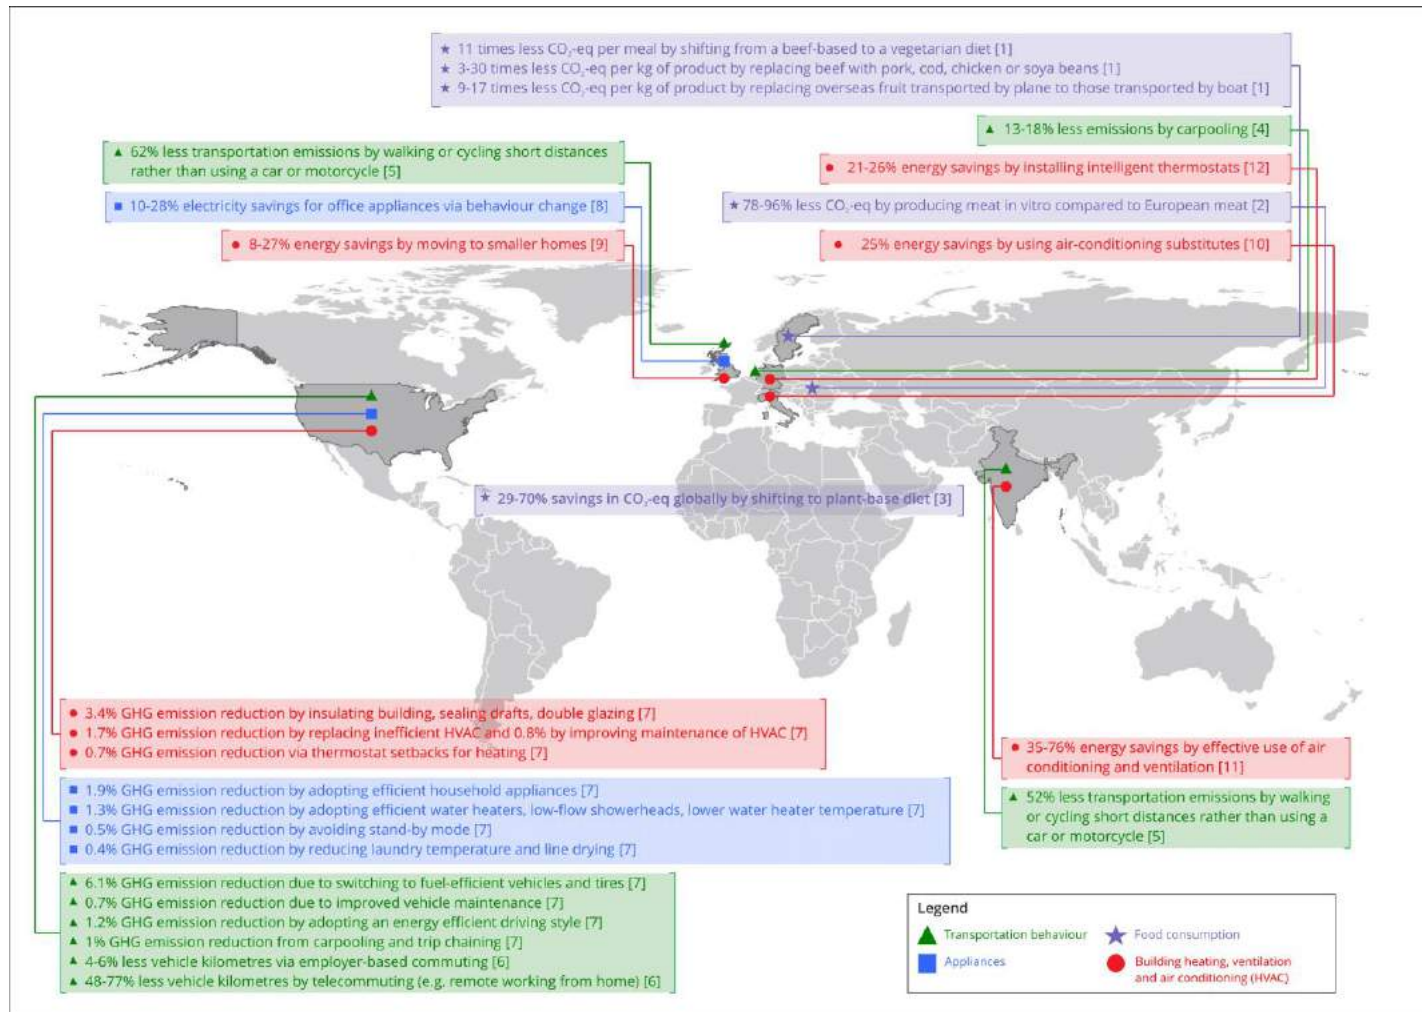 ★ 11 times less CO₂-eq per meal by shifting from a beef-based to a vegetarian diet [1]
★ 3-30 times less CO₂-eq per kg of product by replacing beef with pork, cod, chicken or soya beans [1]
★ 9-17 times less CO₂-eq per kg of product by replacing overseas fruit transported by plane to those transported by boat [1]
▲ 13-18% less emissions by carpooling [4]
▲ 62% less transportation emissions by walking or cycling short distances
rather than using a car or motorcycle [5]
● 21-26% energy savings by installing intelligent thermostats [12]
■ 10-28% electricity savings for office appliances via behaviour change [8]
★ 78-96% less CO₂-eq by producing meat in vitro compared to European meat [2]
● 8-27% energy savings by moving to smaller homes [9]
● 25% energy savings by using air-conditioning substitutes [10]
★ 29-70% savings in CO₂-eq globally by shifting to plant-base diet [3]
● 3.4% GHG emission reduction by insulating building, sealing drafts, double glazing [7]
● 1.7% GHG emission reduction by replacing inefficient HVAC and 0.8% by improving maintenance of HVAC [7]
● 0.7% GHG emission reduction via thermostat setbacks for heating [7]
■ 1.9% GHG emission reduction by adopting efficient household appliances [7]
■ 1.3% GHG emission reduction by adopting efficient water heaters, low-flow showerheads, lower water heater temperature [7]
■ 0.5% GHG emission reduction by avoiding stand-by mode [7]
■ 0.4% GHG emission reduction by reducing laundry temperature and line drying [7]
▲ 6.1% GHG emission reduction due to switching to fuel-efficient vehicles and tires [7]
▲ 0.7% GHG emission reduction due to improved vehicle maintenance [7]
▲ 1.2% GHG emission reduction by adopting an energy efficient driving style [7]
▲ 1% GHG emission reduction from carpooling and trip chaining [7]
▲ 4-6% less vehicle kilometres via employer-based commuting [6]
▲ 48-77% less vehicle kilometres by telecommuting (e.g. remote working from home) [6]
● 35-76% energy savings by effective use of air
conditioning and ventilation [11]
▲ 52% less transportation emissions by walking
or cycling short distances rather than using a
car or motorcycle [5]
Legend
▲ Transportation behaviour
★ Food consumption
■ Appliances
● Building heating, ventilation
and air conditioning (HVAC)